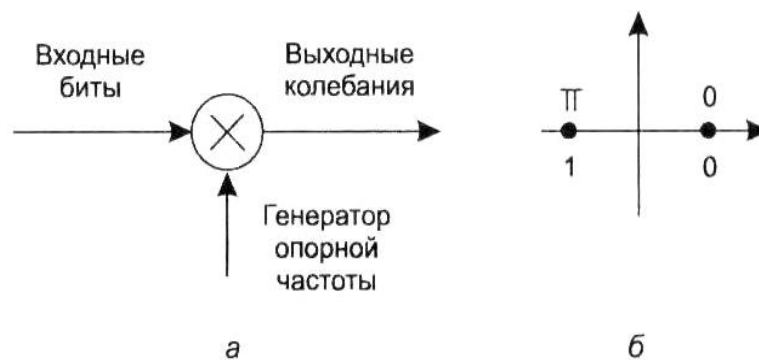 Входные
биты
Выходные
колебания
Генератор
опорной
частоты
а
π 0
1 0
б